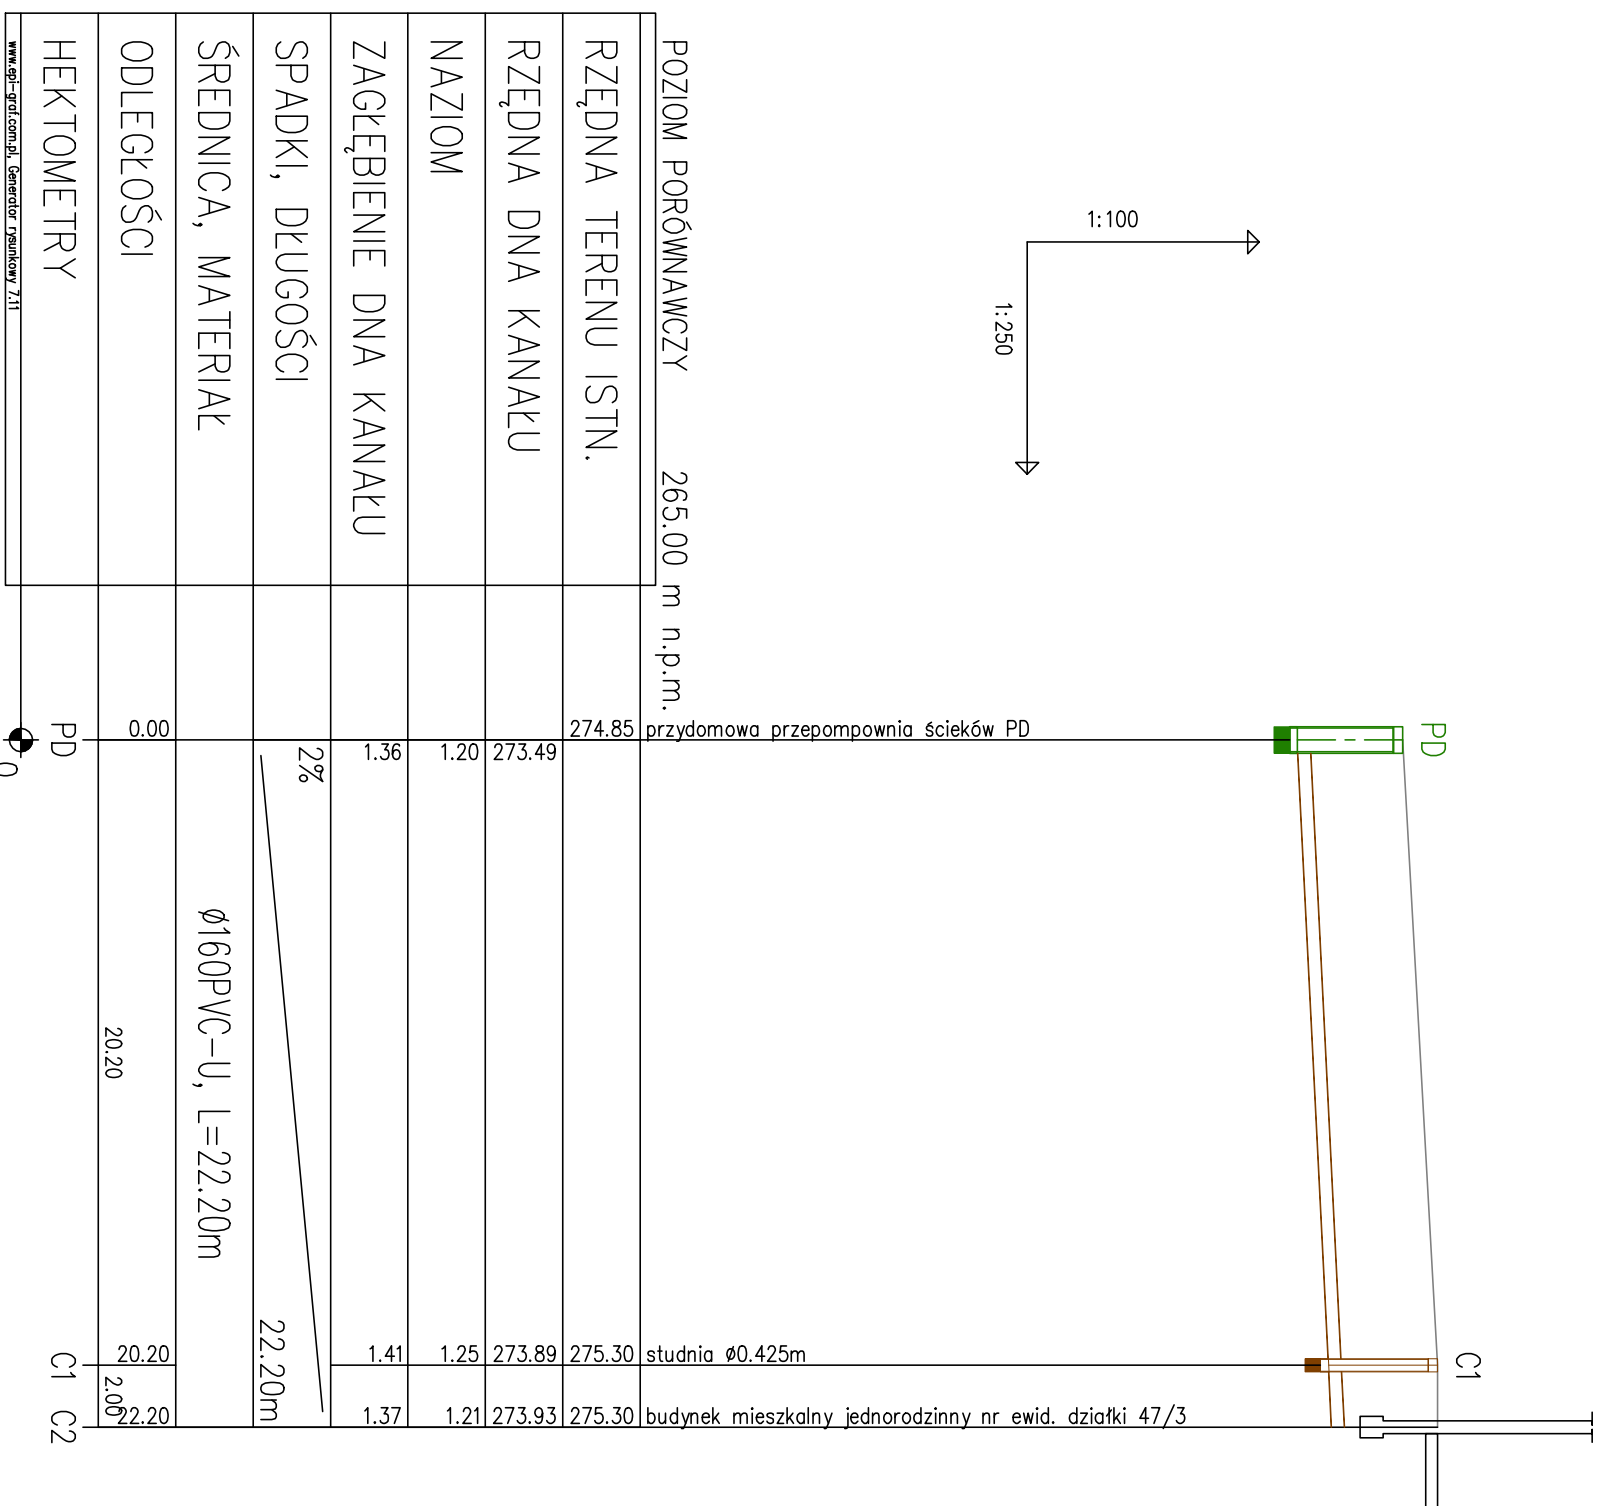 PD
C1
1:100
1:250
POZIOM PORÓWNAWCZY 265.00 m n.p.m.
przydomowa przepompownia ścieków PD
studnia ø0.425m
budynek mieszkalny jednorodzinny nr ewid. działki 47/3
RZĘDNA TERENU ISTN. 274.85 275.30 275.30
RZĘDNA DNA KANAŁU 273.49 273.89 273.93
NAZIOM 1.20 1.25 1.21
ZAGŁĘBIENIE DNA KANAŁU 1.36 1.41 1.37
SPADKI, DŁUGOŚCI 2% 22.20m
ŚREDNICA, MATERIAŁ ø160PVC-U, L=22.20m
ODLEGŁOŚCI 0.00 20.20 20.20 2.00 22.20
HEKTOMETRY PD C1 C2
0
www.epi-graf.com.pl, Generator rysunkowy 7.11